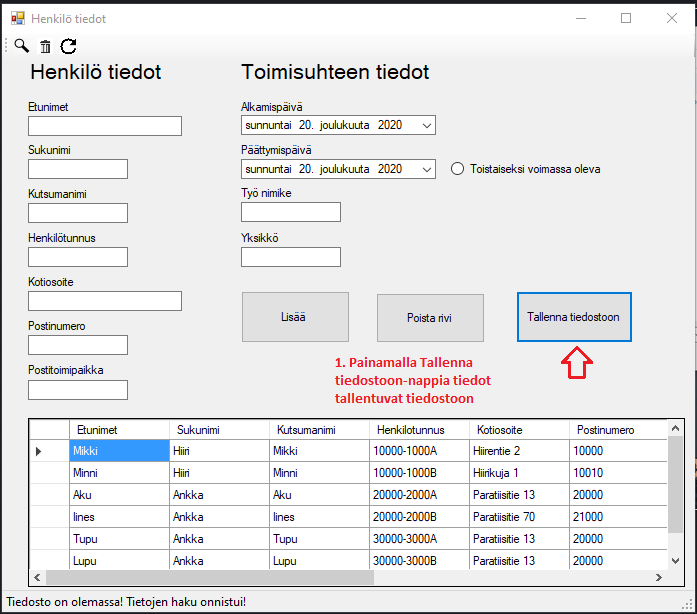 Henkilö tiedot
Henkilö tiedot
Toimisuhteen tiedot
Etunimet
Sukunimi
Kutsumanimi
Henkilötunnus
Kotiosoite
Postinumero
Postitoimipaikka
Alkamispäivä
sunnuntai 20. joulukuuta 2020
Päättymispäivä
sunnuntai 20. joulukuuta 2020
Toistaiseksi voimassa oleva
Työ nimike
Yksikkö
Lisää
Poista rivi
Tallenna tiedostoon
1. Painamalla Tallenna
tiedostoon-nappia tiedot
tallentuvat tiedostoon
Etunimet Sukunimi Kutsumanimi Henkilotunnus Kotiosoite Postinumero
Mikki Hiiri Mikki 10000-1000A Hiirentie 2 10000
Minni Hiiri Minni 10000-1000B Hiirikuja 1 10010
Aku Ankka Aku 20000-2000A Paratiisitie 13 20000
Iines Ankka Iines 20000-2000B Paratiisitie 70 21000
Tupu Ankka Tupu 30000-3000A Paratiisitie 13 20000
Lupu Ankka Lupu 30000-3000B Paratiisitie 13 20000
Tiedosto on olemassa! Tietojen haku onnistui!